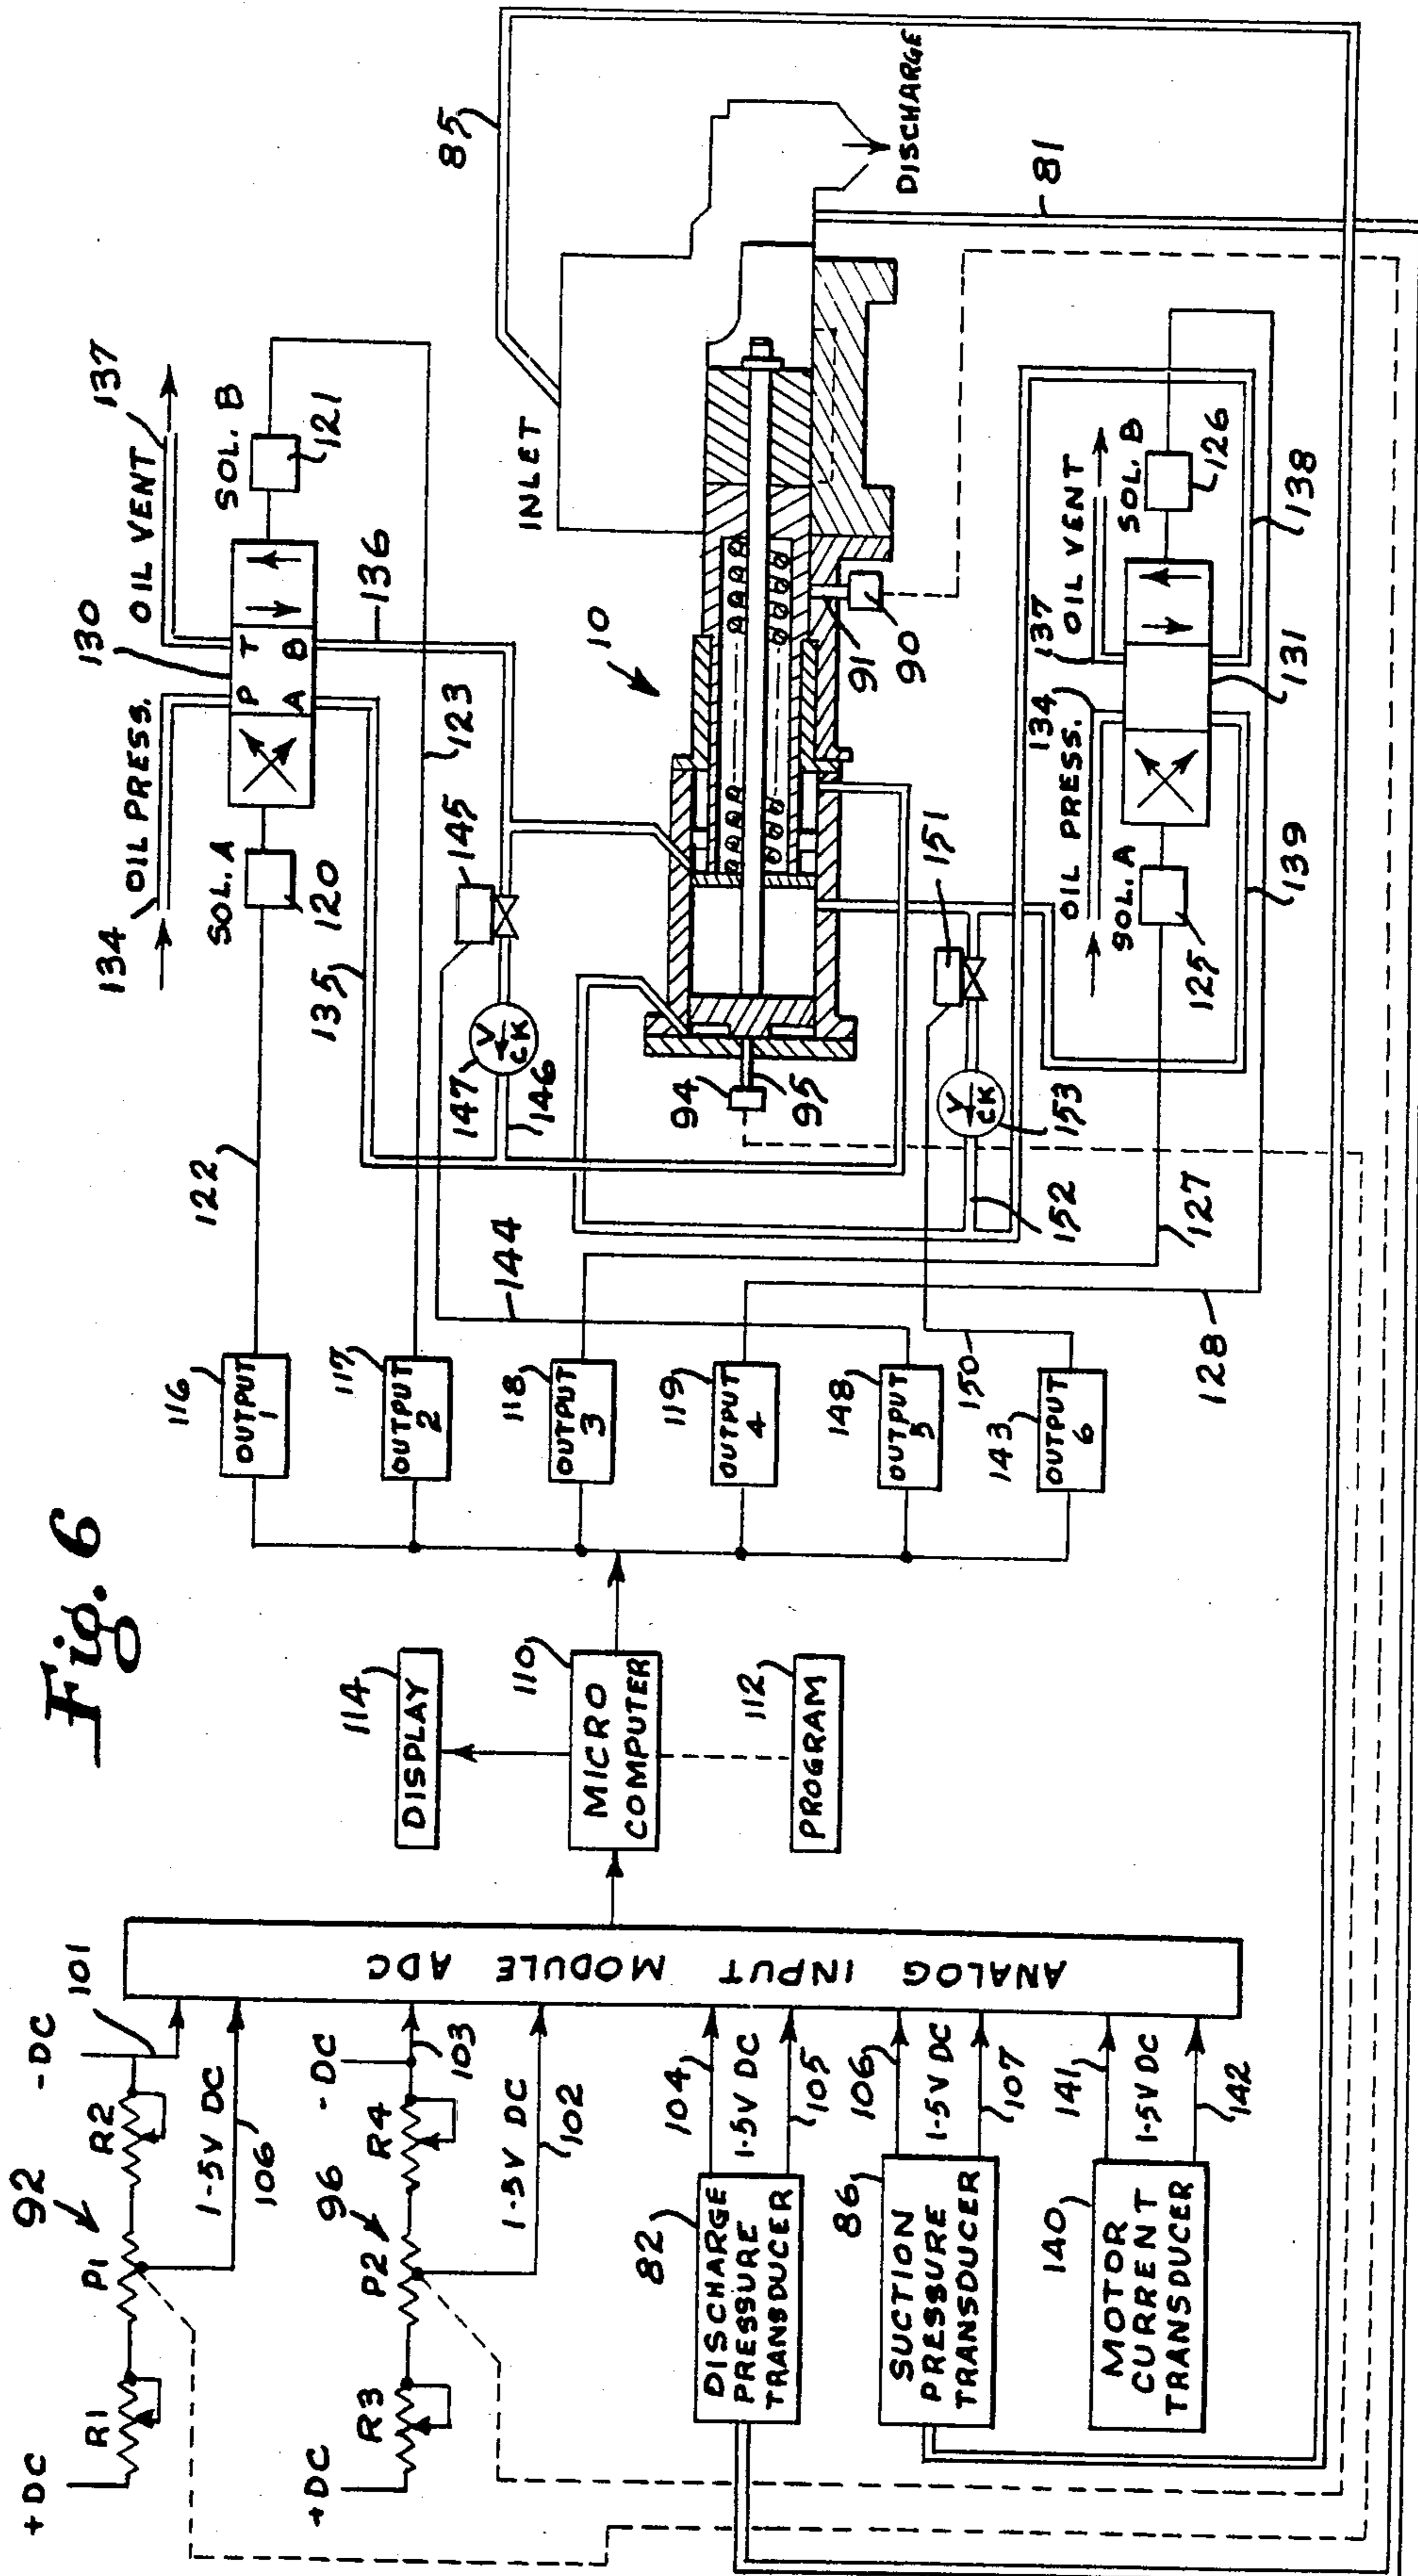 Fig. 6
+DC
R1
P1
92
R2
-DC
101
1-5V DC
106
+DC
R3
P2
96
R4
-DC
103
1-5V DC
102
ANALOG INPUT MODULE ADC
82
DISCHARGE
PRESSURE
TRANSDUCER
104
1-5V DC
105
86
SUCTION
PRESSURE
TRANSDUCER
106
1-5V DC
107
140
MOTOR
CURRENT
TRANSDUCER
141
1-5V DC
142
114
DISPLAY
110
MICRO
COMPUTER
112
PROGRAM
116
OUTPUT
1
117
OUTPUT
2
118
OUTPUT
3
119
OUTPUT
4
148
OUTPUT
5
143
OUTPUT
6
122
123
144
150
127
128
134
OIL PRESS.
130
OIL VENT
137
SOL. A
120
P T
A B
SOL. B
121
135
136
145
147
V
CK
146
85
INLET
DISCHARGE
10
81
94
95
91
90
151
V
CK
153
152
OIL PRESS.
134
137
OIL VENT
SOL. A
125
SOL. B
126
131
138
139